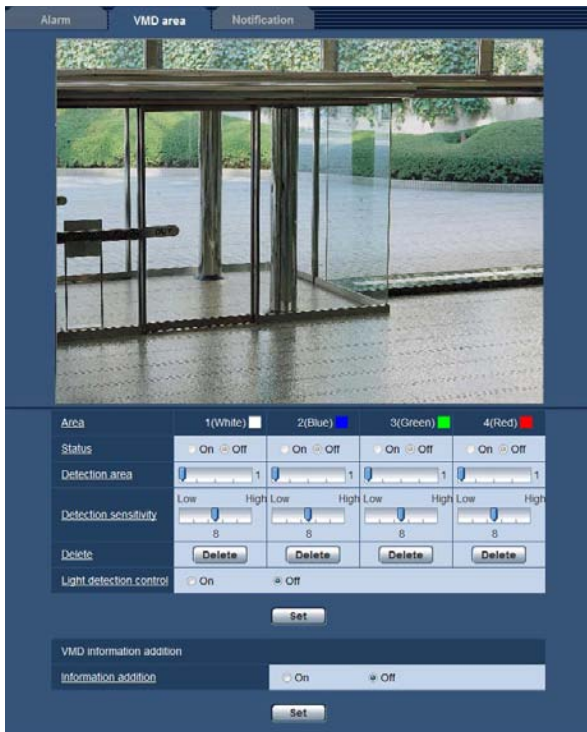 Alarm VMD area Notification
OUT
Area 1(White) 2(Blue) 3(Green) 4(Red)
Status On Off On Off On Off On Off
Detection area 1 1 1 1
Low High Low High Low High Low High
Detection sensitivity
8 8 8 8
Delete Delete Delete Delete Delete
Light detection control On Off
Set
VMD information addition
Information addition On Off
Set